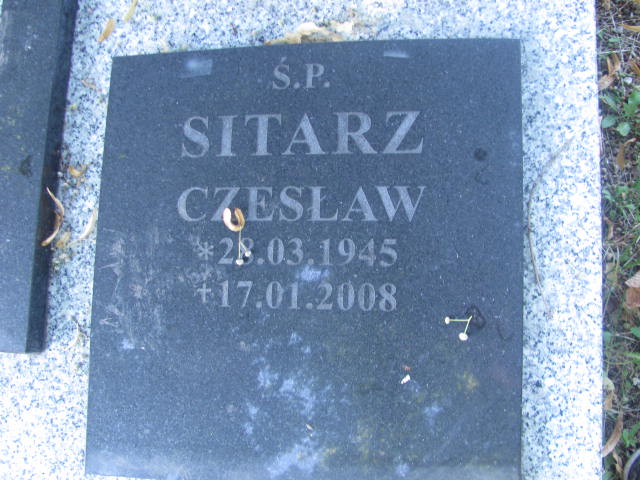 Ś.P.
SITARZ
CZESŁAW
*28.03.1945
+17.01.2008